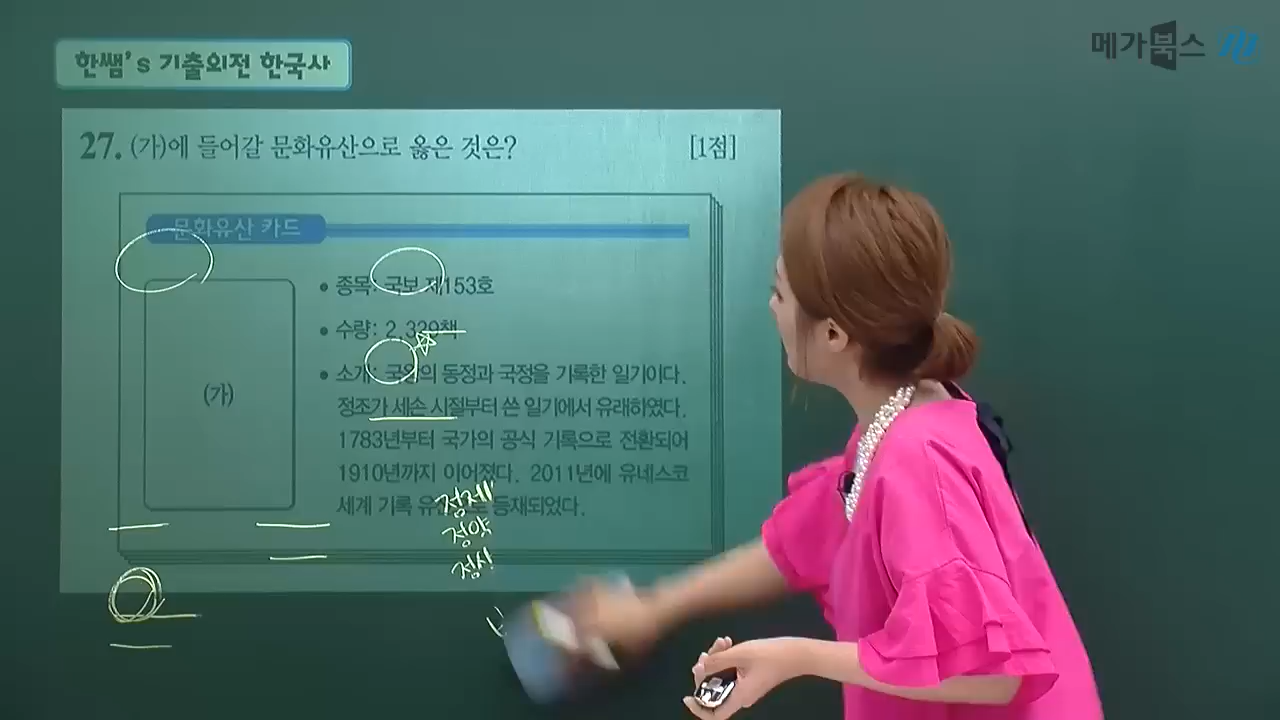 메가북스
한쌤's 기출외전 한국사
27. (가)에 들어갈 문화유산으로 옳은 것은? [1점]
문화유산 카드
• 종목: 국보 제153호
• 수량: 2,329책
• 소개: 국왕의 동정과 국정을 기록한 일기이다.
정조가 세손 시절부터 쓴 일기에서 유래하였다.
1783년부터 국가의 공식 기록으로 전환되어
1910년까지 이어졌다. 2011년에 유네스코
세계 기록 유산으로 등재되었다.
(가)
정제
정약
정시